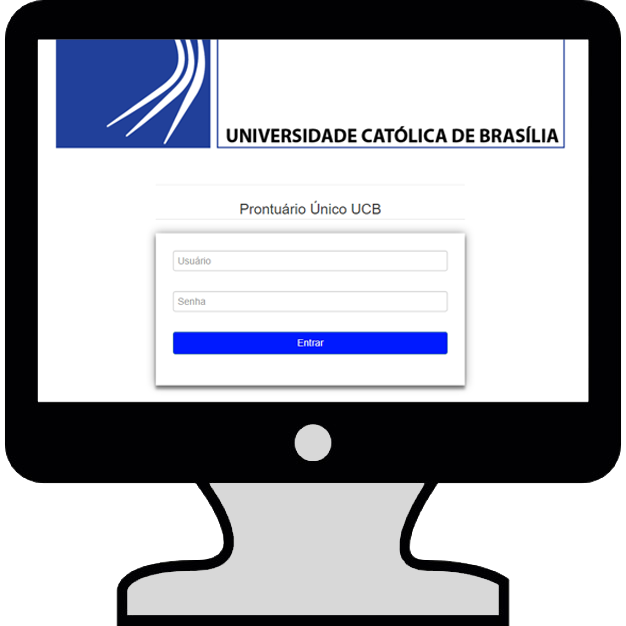 UNIVERSIDADE CATÓLICA DE BRASÍLIA
Prontuário Único UCB
Usuário
Senha
Entrar